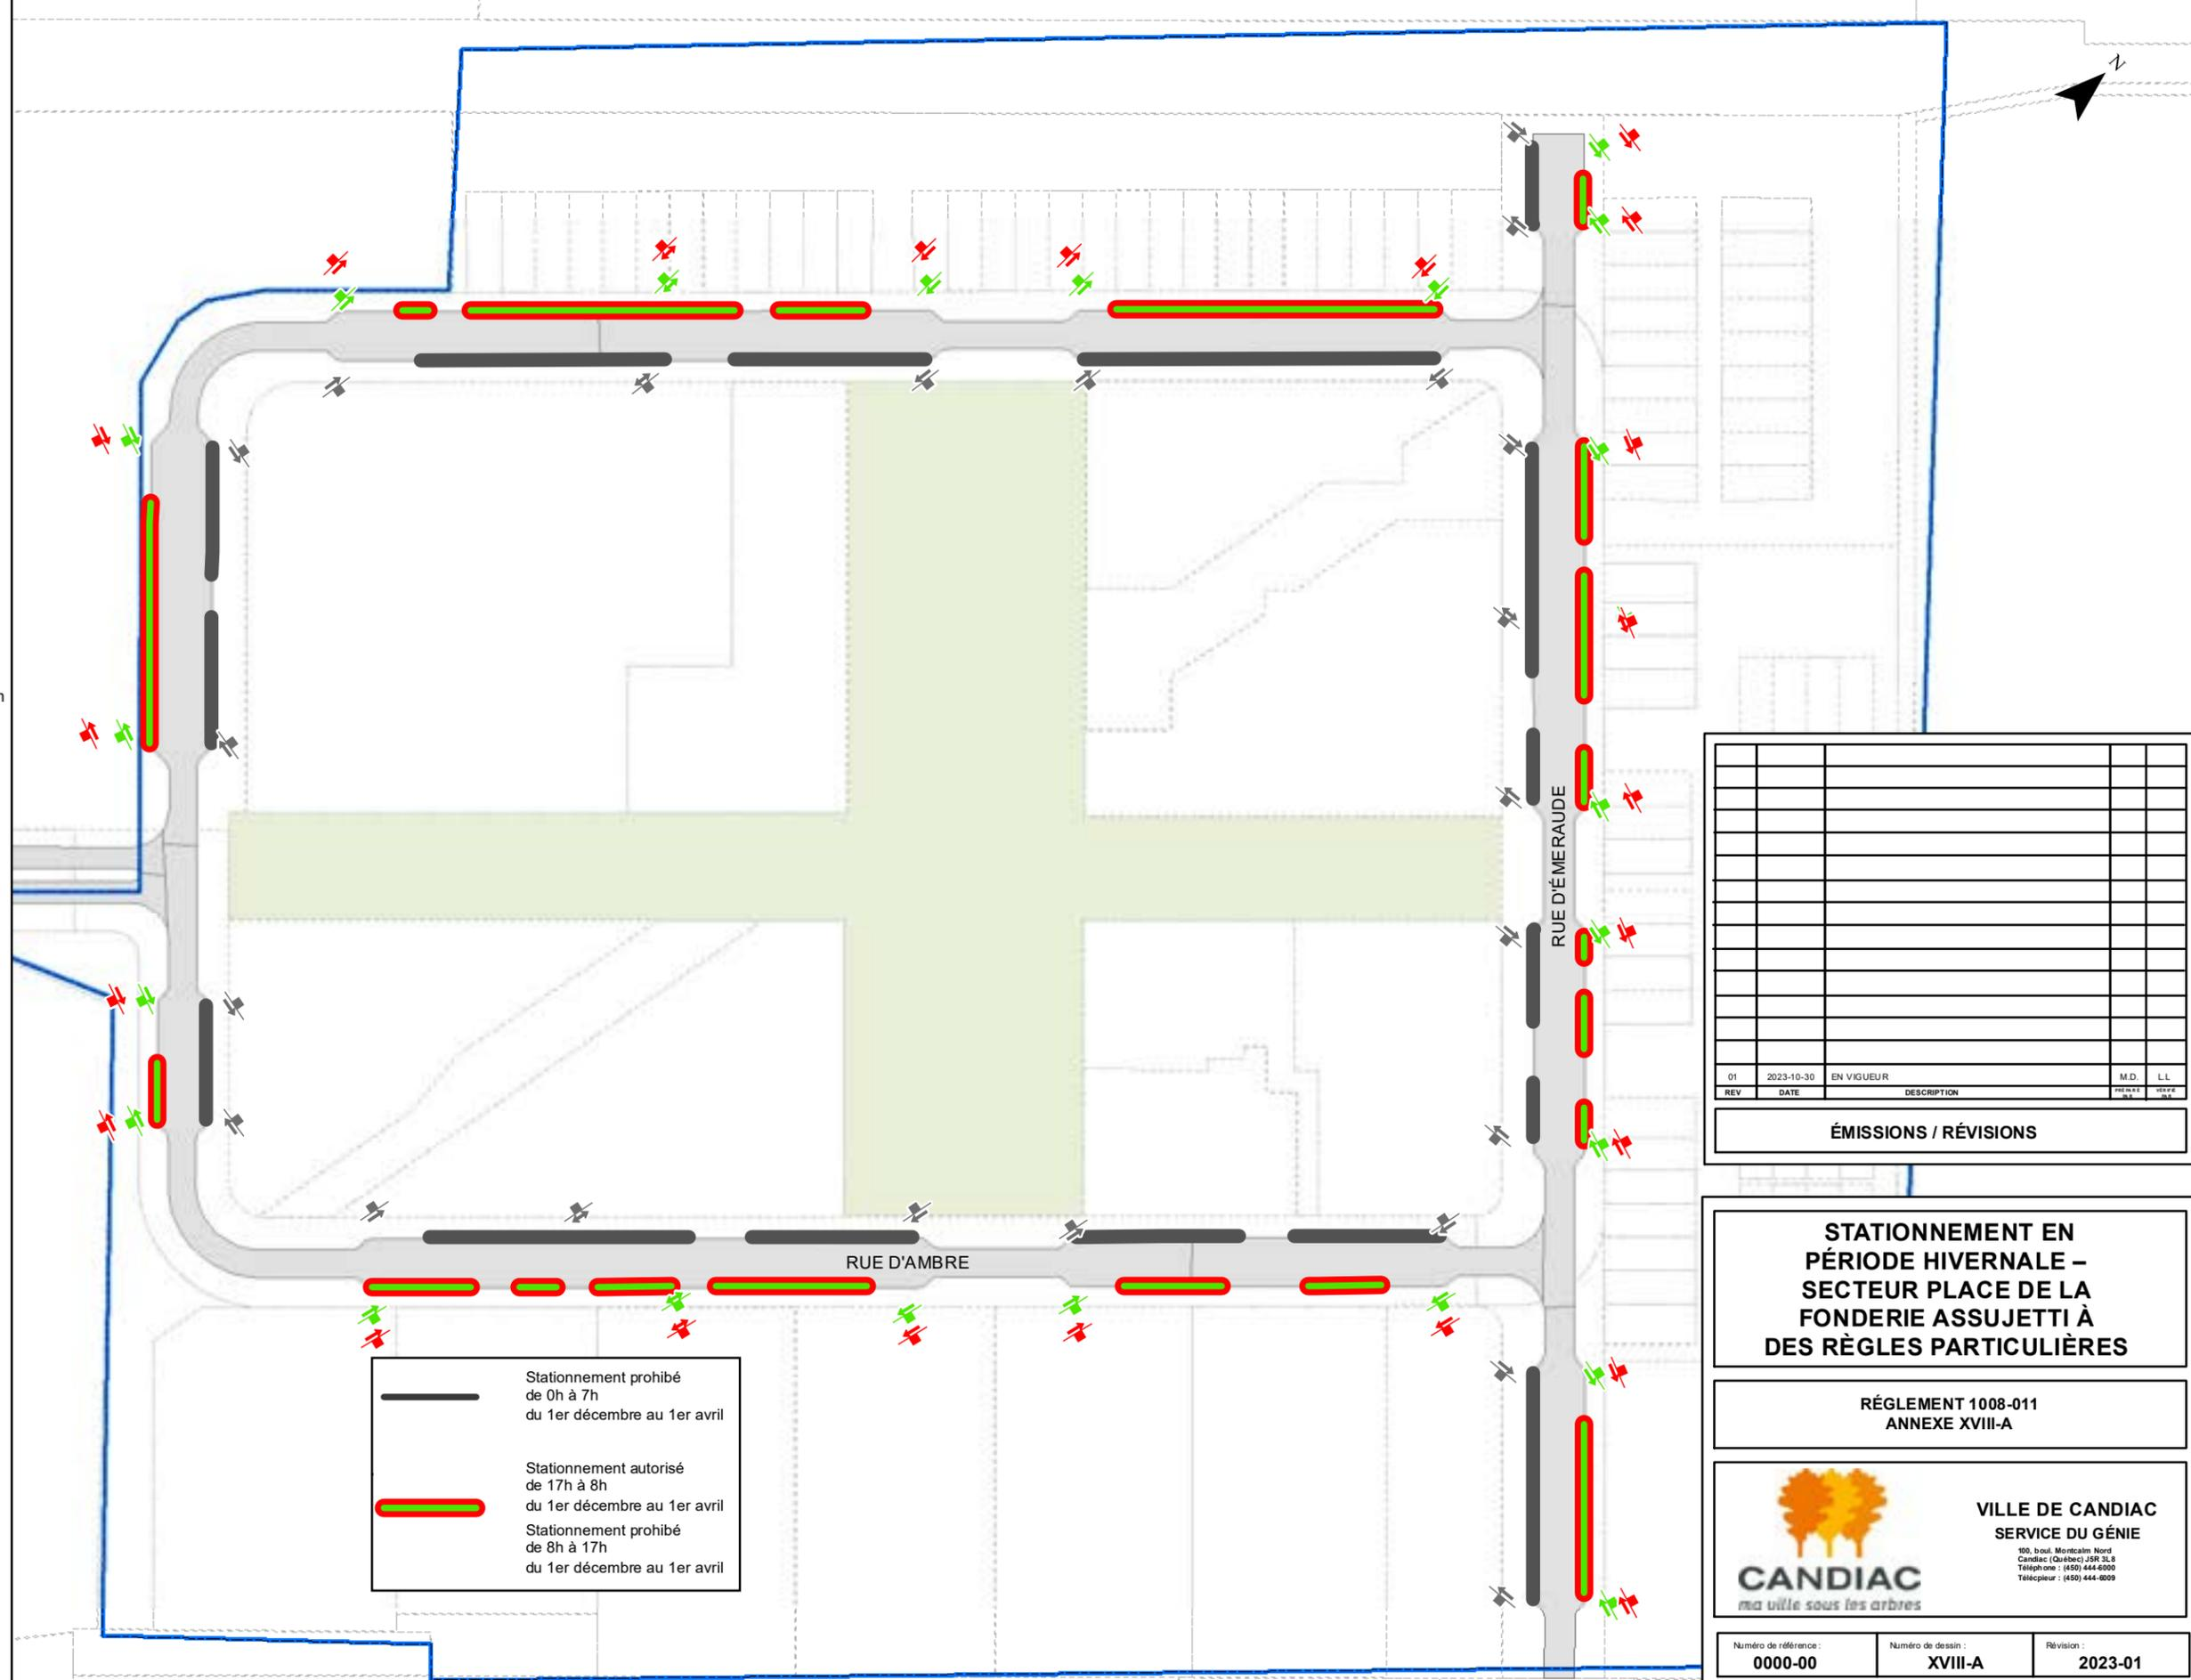 N
n
RUE D'ÉMERAUDE
RUE D'AMBRE
Stationnement prohibé
de 0h à 7h
du 1er décembre au 1er avril
Stationnement autorisé
de 17h à 8h
du 1er décembre au 1er avril
Stationnement prohibé
de 8h à 17h
du 1er décembre au 1er avril
01 2023-10-30 EN VIGUEUR M.D. L.L
REV DATE DESCRIPTION
ÉMISSIONS / RÉVISIONS
STATIONNEMENT EN
PÉRIODE HIVERNALE –
SECTEUR PLACE DE LA
FONDERIE ASSUJETTI À
DES RÈGLES PARTICULIÈRES
RÉGLEMENT 1008-011
ANNEXE XVIII-A
CANDIAC
ma ville sous les arbres
VILLE DE CANDIAC
SERVICE DU GÉNIE
100, boul. Montcalm Nord
Candiac (Québec) J5R 3L8
Téléphone : (450) 444-6000
Télécpieur : (450) 444-6009
Numéro de référence :
0000-00
Numéro de dessin :
XVIII-A
Révision :
2023-01